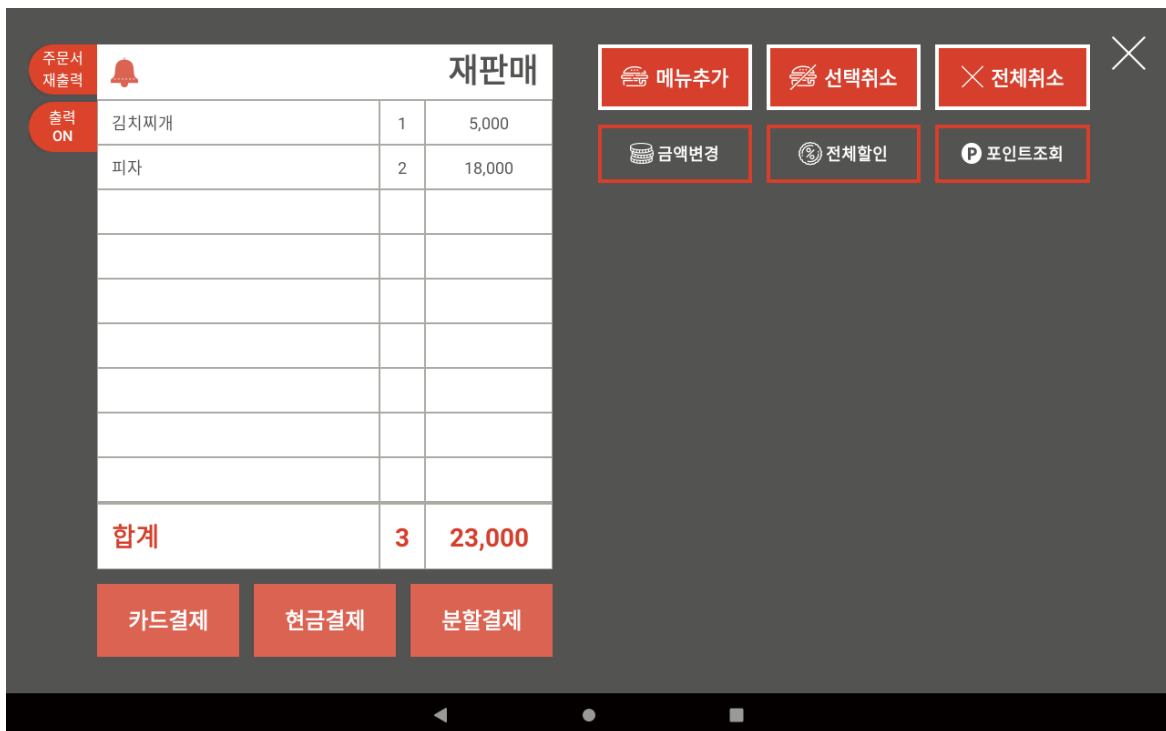 주문서
재출력
출력
ON
재판매
김치찌개 1 5,000
피자 2 18,000
합계 3 23,000
카드결제 현금결제 분할결제
메뉴추가 선택취소 전체취소
금액변경 전체할인 P 포인트조회